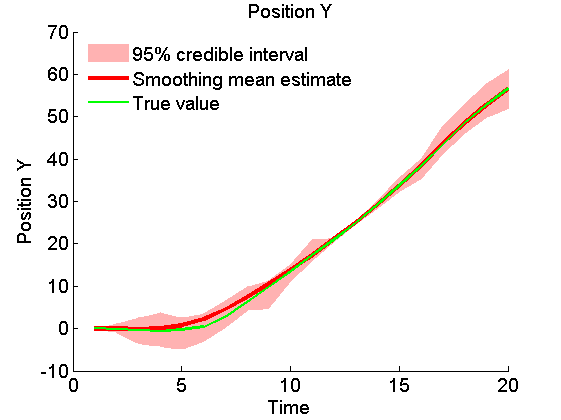 Position Y
70
60
50
40
30
20
10
0
-10
95% credible interval
Smoothing mean estimate
True value
Position Y
0 5 10 15 20
Time